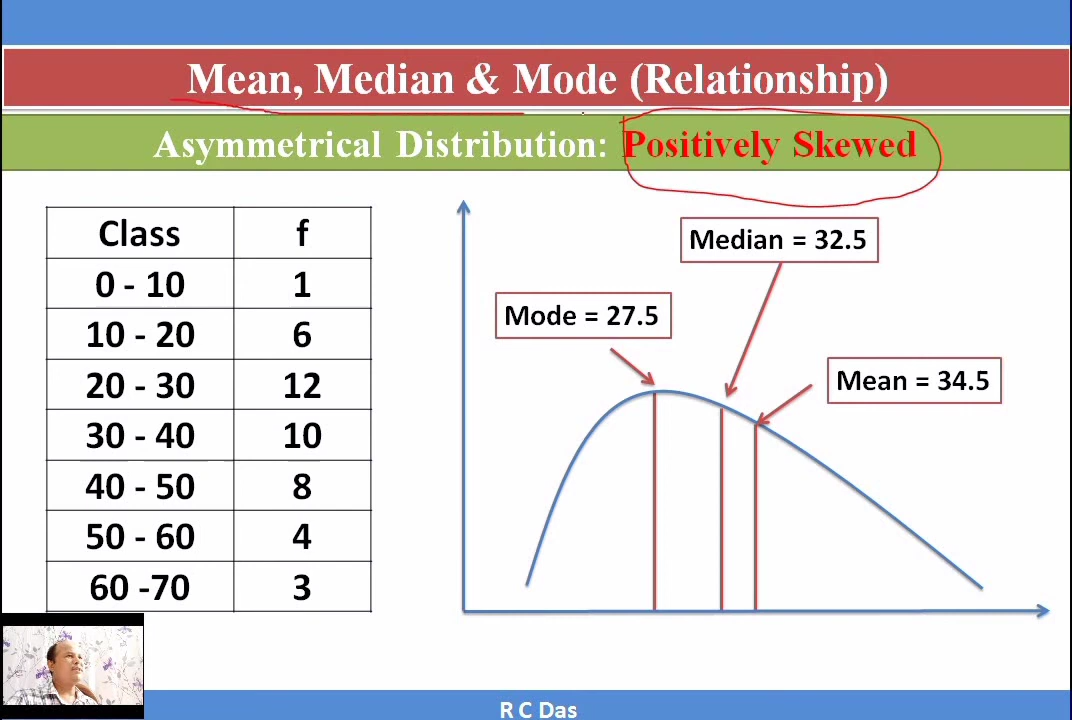 Mean, Median & Mode (Relationship)
Asymmetrical Distribution: Positively Skewed
Class f
0 - 10 1
10 - 20 6
20 - 30 12
30 - 40 10
40 - 50 8
50 - 60 4
60 -70 3
Median = 32.5
Mode = 27.5
Mean = 34.5
R C Das